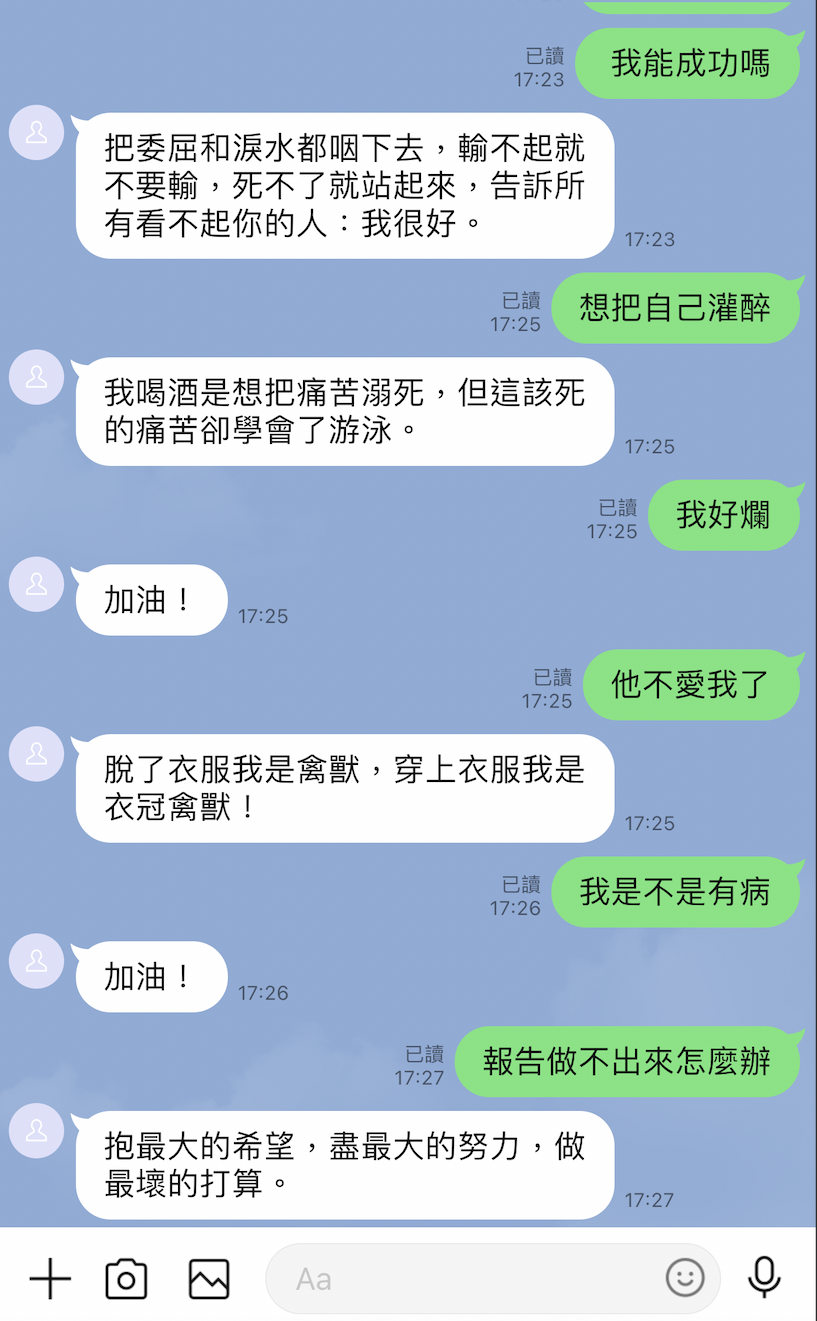 已讀
17:23
我能成功嗎
把委屈和淚水都咽下去，輸不起就
不要輸，死不了就站起來，告訴所
有看不起你的人：我很好。
17:23
已讀
17:25
想把自己灌醉
我喝酒是想把痛苦溺死，但這該死
的痛苦卻學會了游泳。
17:25
已讀
17:25
我好爛
加油！
17:25
已讀
17:25
他不愛我了
脫了衣服我是禽獸，穿上衣服我是
衣冠禽獸！
17:25
已讀
17:26
我是不是有病
加油！
17:26
已讀
17:27
報告做不出來怎麼辦
抱最大的希望，盡最大的努力，做
最壞的打算。
17:27
Aa